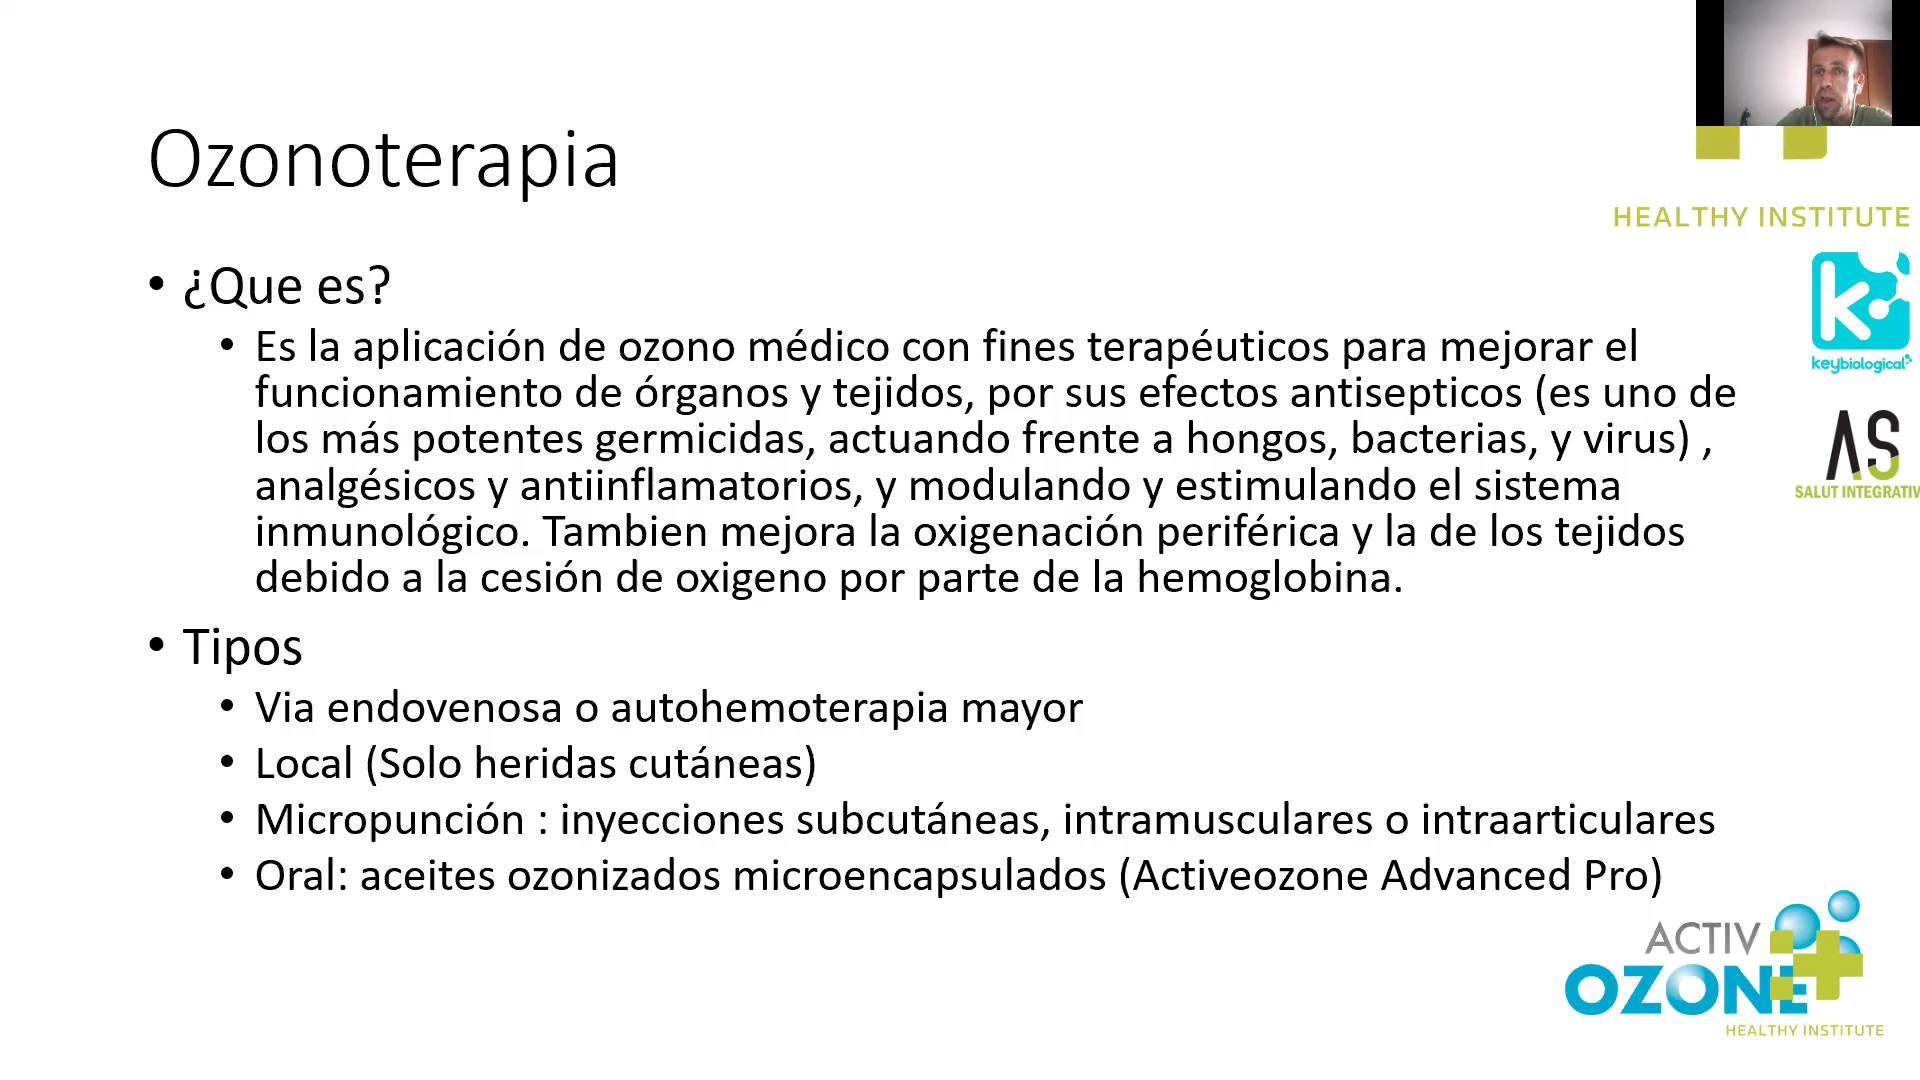 Ozonoterapia
HEALTHY INSTITUTE
• ¿Que es?
• Es la aplicación de ozono médico con fines terapéuticos para mejorar el
funcionamiento de órganos y tejidos, por sus efectos antisepticos (es uno de
los más potentes germicidas, actuando frente a hongos, bacterias, y virus) ,
analgésicos y antiinflamatorios, y modulando y estimulando el sistema
inmunológico. Tambien mejora la oxigenación periférica y la de los tejidos
debido a la cesión de oxigeno por parte de la hemoglobina.
k
keybiological
AS
SALUT INTEGRATIV
• Tipos
• Via endovenosa o autohemoterapia mayor
• Local (Solo heridas cutáneas)
• Micropunción : inyecciones subcutáneas, intramusculares o intraarticulares
• Oral: aceites ozonizados microencapsulados (Activeozone Advanced Pro)
ACTIV
OZONE
HEALTHY INSTITUTE